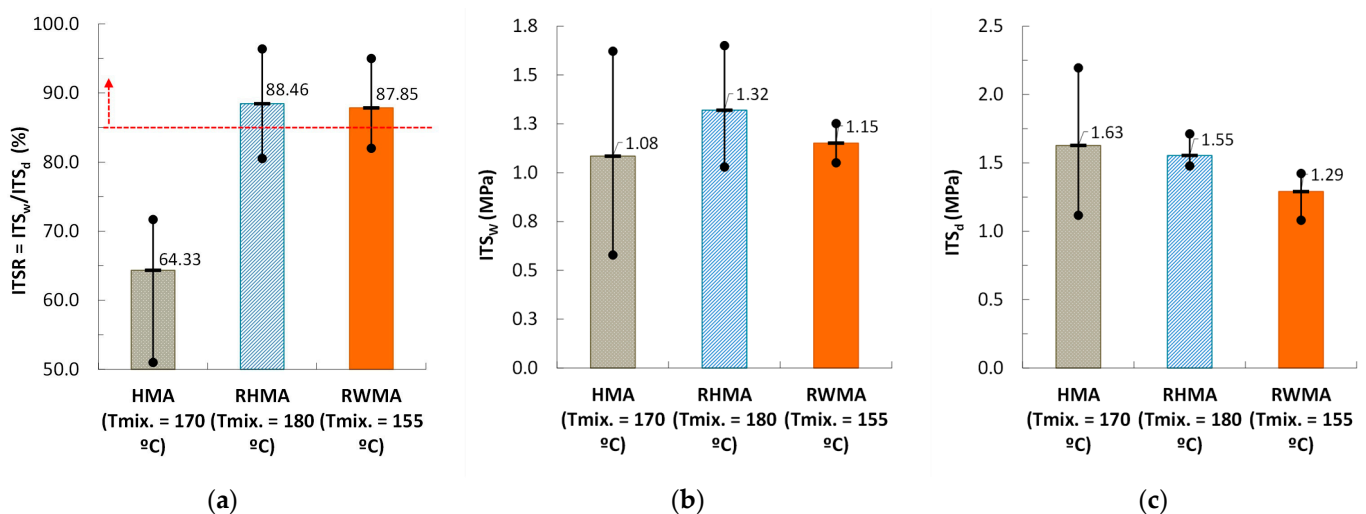 ITSR = ITSw/ITSd (%)
100.0
90.0
80.0
70.0
60.0
50.0
64.33
88.46
87.85
HMA
(Tmix. = 170
ºC)
RHMA
(Tmix. = 180
ºC)
RWMA
(Tmix. = 155
ºC)
(a)
ITSW (MPa)
1.8
1.5
1.3
1.0
0.8
0.5
0.3
0.0
1.08
1.32
1.15
HMA
(Tmix. = 170
ºC)
RHMA
(Tmix. = 180
ºC)
RWMA
(Tmix. = 155
ºC)
(b)
ITSd (MPa)
2.5
2.0
1.5
1.0
0.5
0.0
1.63
1.55
1.29
HMA
(Tmix. = 170
ºC)
RHMA
(Tmix. = 180
ºC)
RWMA
(Tmix. = 155
ºC)
(c)